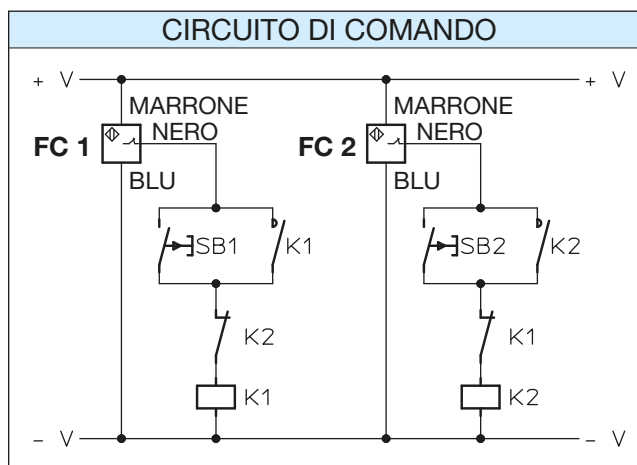 CIRCUITO DI COMANDO
+ V + V
MARRONE MARRONE
FC 1 NERO FC 2 NERO
BLU BLU
SB1 K1 SB2 K2
K2 K1
K1 K2
– V – V